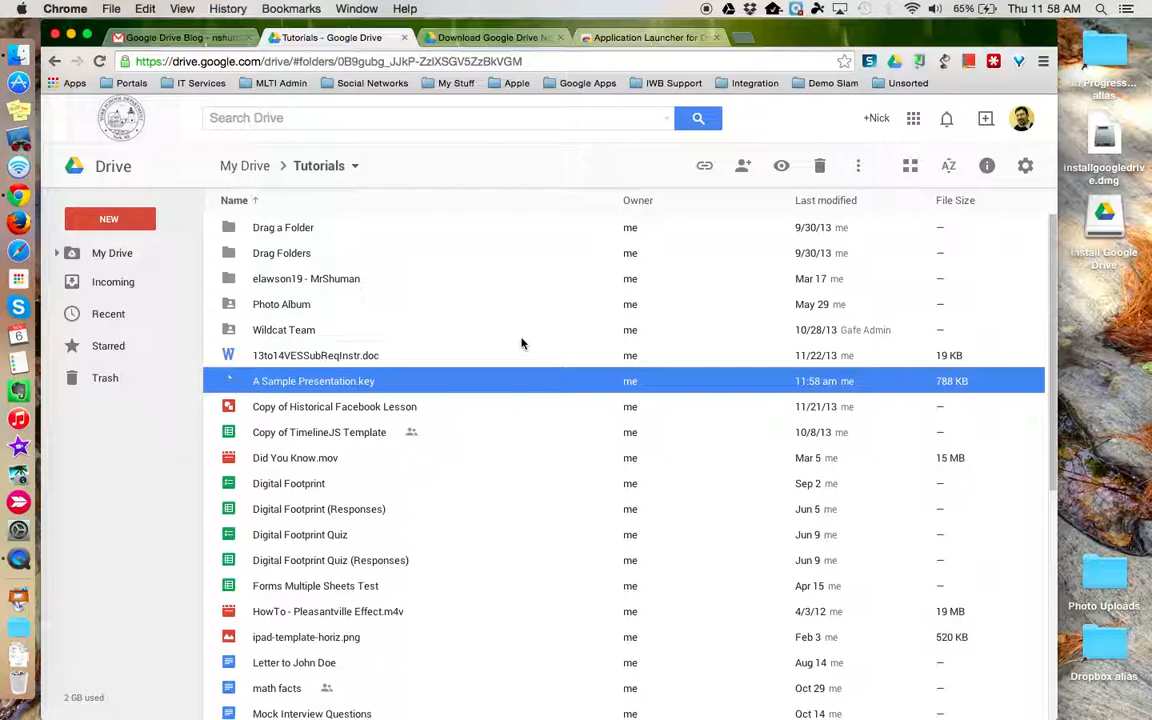 Chrome File Edit View History Bookmarks Window Help 65% Thu 11:58 AM
Google Drive Blog - nshum Tutorials - Google Drive Download Google Drive Application Launcher for D
https://drive.google.com/drive/#folders/0B9gubg_JJkP-ZzlXSGV5ZzBkVGM
Apps Portals IT Services MLTI Admin Social Networks My Stuff Apple Google Apps IWB Support Integration Demo Slam Unsorted
Search Drive +Nick
Drive My Drive Tutorials
Name Owner Last modified File Size
NEW
My Drive
Incoming
Recent
Starred
Trash
2 GB used
Drag a Folder me 9/30/13 me –
Drag Folders me 9/30/13 me –
elawson19 - MrShuman me Mar 17 me –
Photo Album me May 29 me –
Wildcat Team me 10/28/13 Gafe Admin –
13to14VESSubReqInstr.doc me 11/22/13 me 19 KB
A Sample Presentation.key me 11:58 am me 788 KB
Copy of Historical Facebook Lesson me 11/21/13 me –
Copy of TimelineJS Template me 10/8/13 me –
Did You Know.mov me Mar 5 me 15 MB
Digital Footprint me Sep 2 me –
Digital Footprint (Responses) me Jun 5 me –
Digital Footprint Quiz me Jun 9 me –
Digital Footprint Quiz (Responses) me Jun 9 me –
Forms Multiple Sheets Test me Apr 15 me –
HowTo - Pleasantville Effect.m4v me 4/3/12 me 19 MB
ipad-template-horiz.png me Feb 3 me 520 KB
Letter to John Doe me Aug 14 me –
math facts me Oct 29 me –
Mock Interview Questions me Oct 14 me –
In Progress...
alias
installgoogledriv
e.dmg
Install Google
Drive
Photo Uploads
Dropbox alias
NOV
6